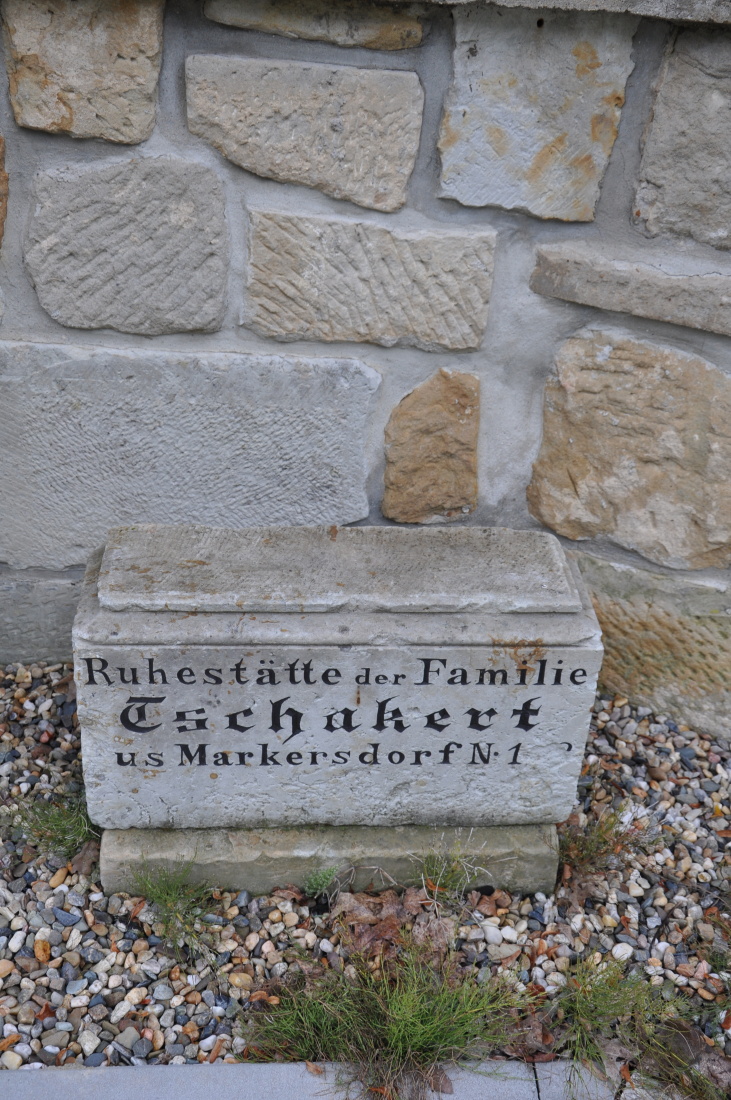 Ruhestätte der Familie
Tschakert
us Markersdorf N. 1